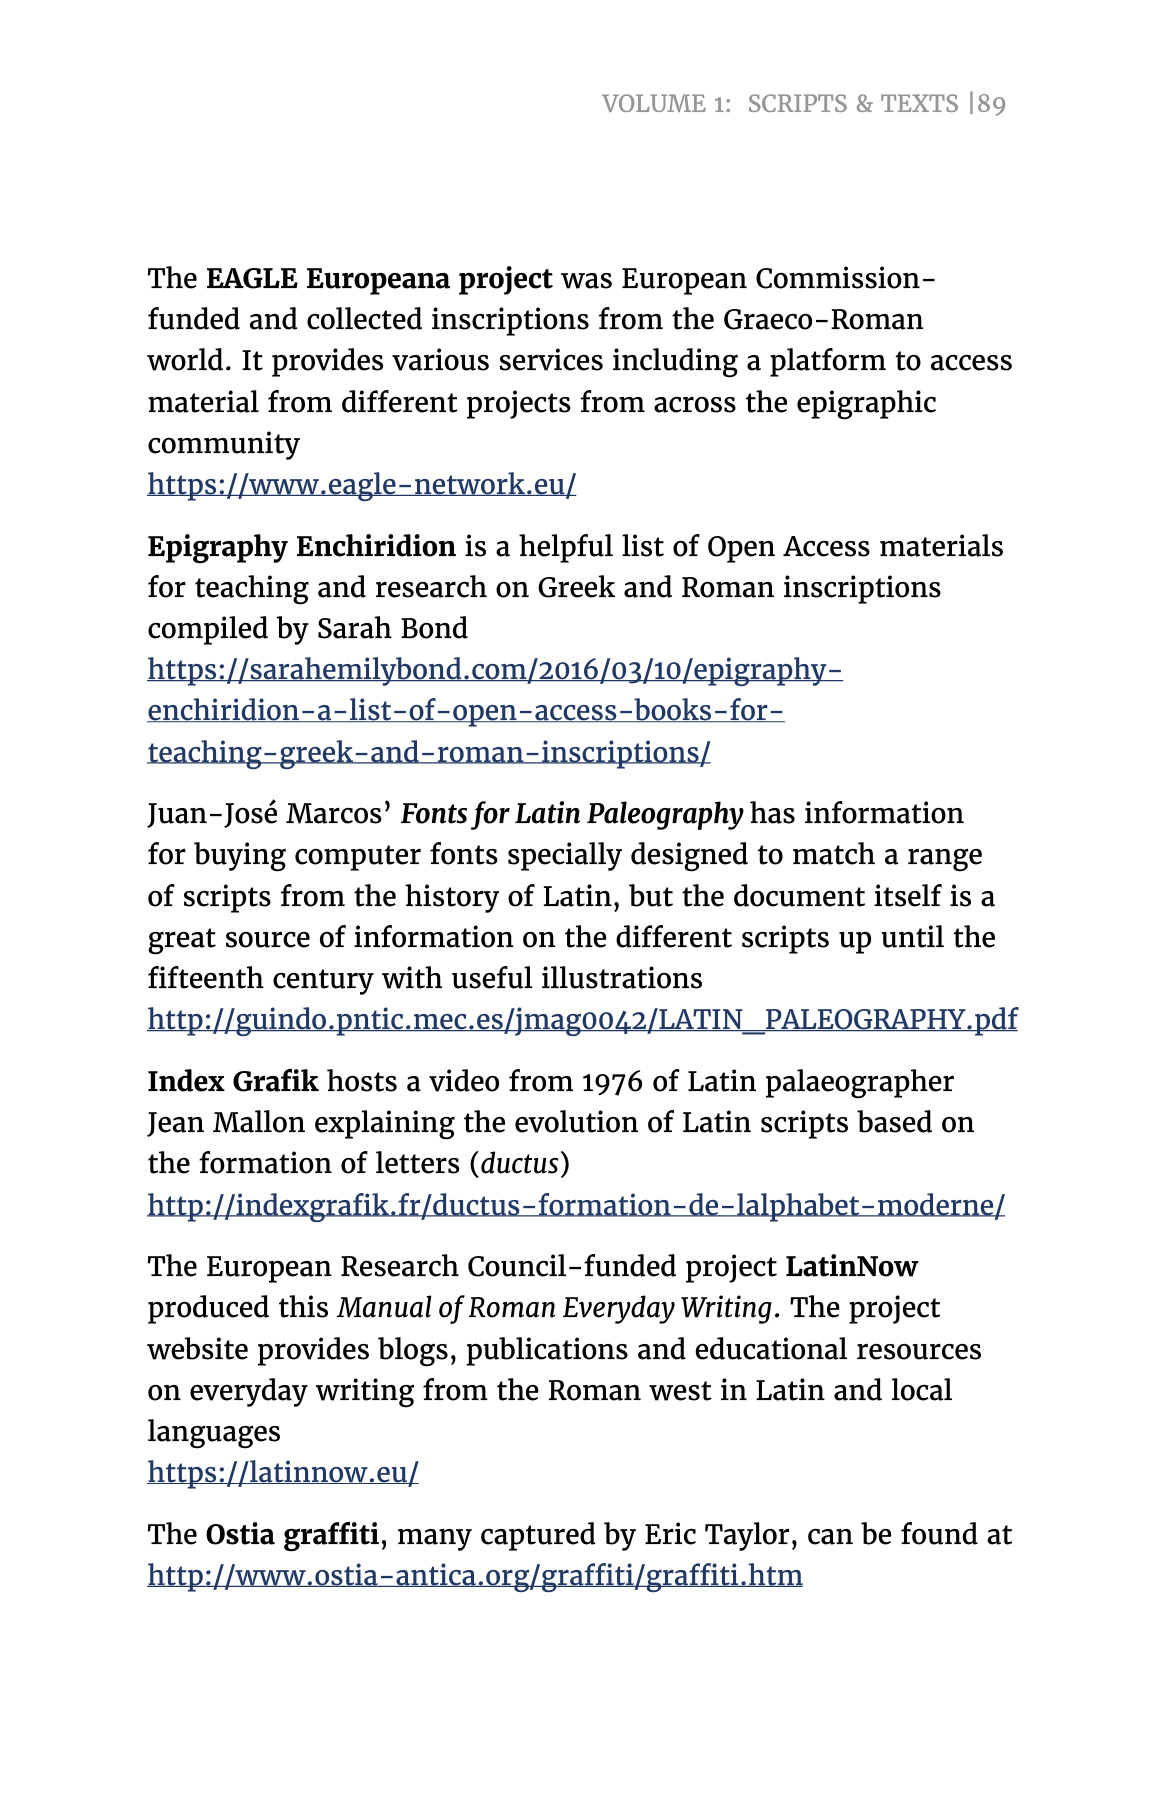 VOLUME 1: SCRIPTS & TEXTS |89
The EAGLE Europeana project was European Commission-
funded and collected inscriptions from the Graeco-Roman
world. It provides various services including a platform to access
material from different projects from across the epigraphic
community
https://www.eagle-network.eu/
Epigraphy Enchiridion is a helpful list of Open Access materials
for teaching and research on Greek and Roman inscriptions
compiled by Sarah Bond
https://sarahemilybond.com/2016/03/10/epigraphy-
enchiridion-a-list-of-open-access-books-for-
teaching-greek-and-roman-inscriptions/
Juan-José Marcos’ Fonts for Latin Paleography has information
for buying computer fonts specially designed to match a range
of scripts from the history of Latin, but the document itself is a
great source of information on the different scripts up until the
fifteenth century with useful illustrations
http://guindo.pntic.mec.es/jmag0042/LATIN_PALEOGRAPHY.pdf
Index Grafik hosts a video from 1976 of Latin palaeographer
Jean Mallon explaining the evolution of Latin scripts based on
the formation of letters (ductus)
http://indexgrafik.fr/ductus-formation-de-lalphabet-moderne/
The European Research Council-funded project LatinNow
produced this Manual of Roman Everyday Writing. The project
website provides blogs, publications and educational resources
on everyday writing from the Roman west in Latin and local
languages
https://latinnow.eu/
The Ostia graffiti, many captured by Eric Taylor, can be found at
http://www.ostia-antica.org/graffiti/graffiti.htm